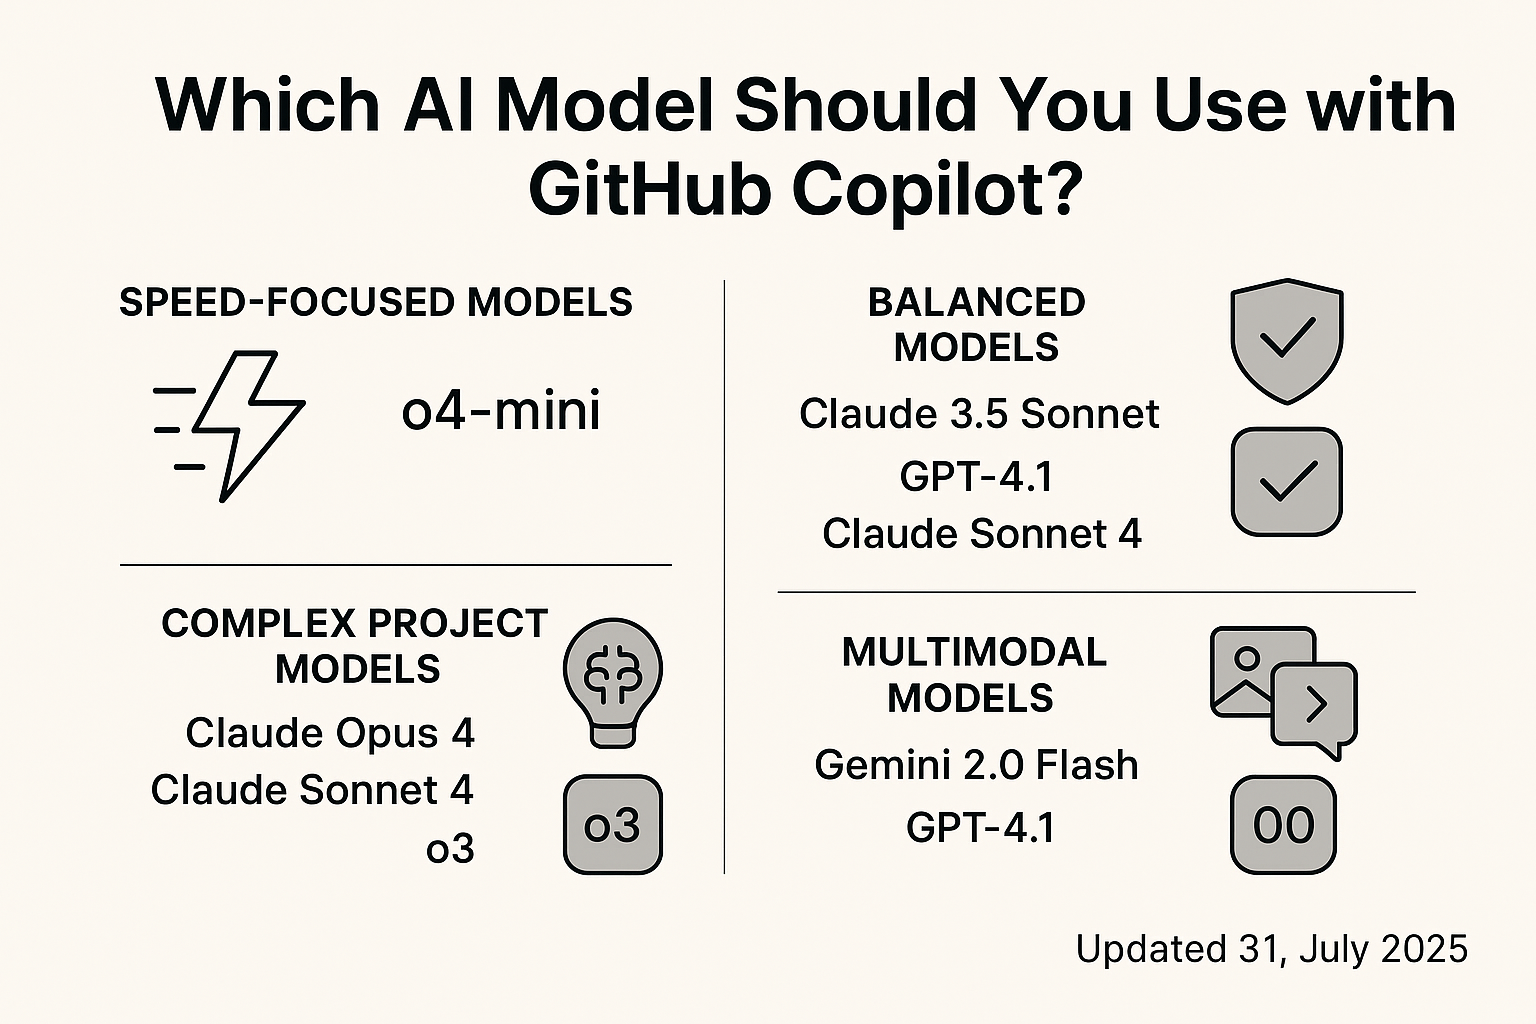 Which AI Model Should You Use with
GitHub Copilot?
SPEED-FOCUSED MODELS
o4-mini
COMPLEX PROJECT
MODELS
Claude Opus 4
Claude Sonnet 4
o3
o3
BALANCED
MODELS
Claude 3.5 Sonnet
GPT-4.1
Claude Sonnet 4
MULTIMODAL
MODELS
Gemini 2.0 Flash
GPT-4.1
00
Updated 31, July 2025